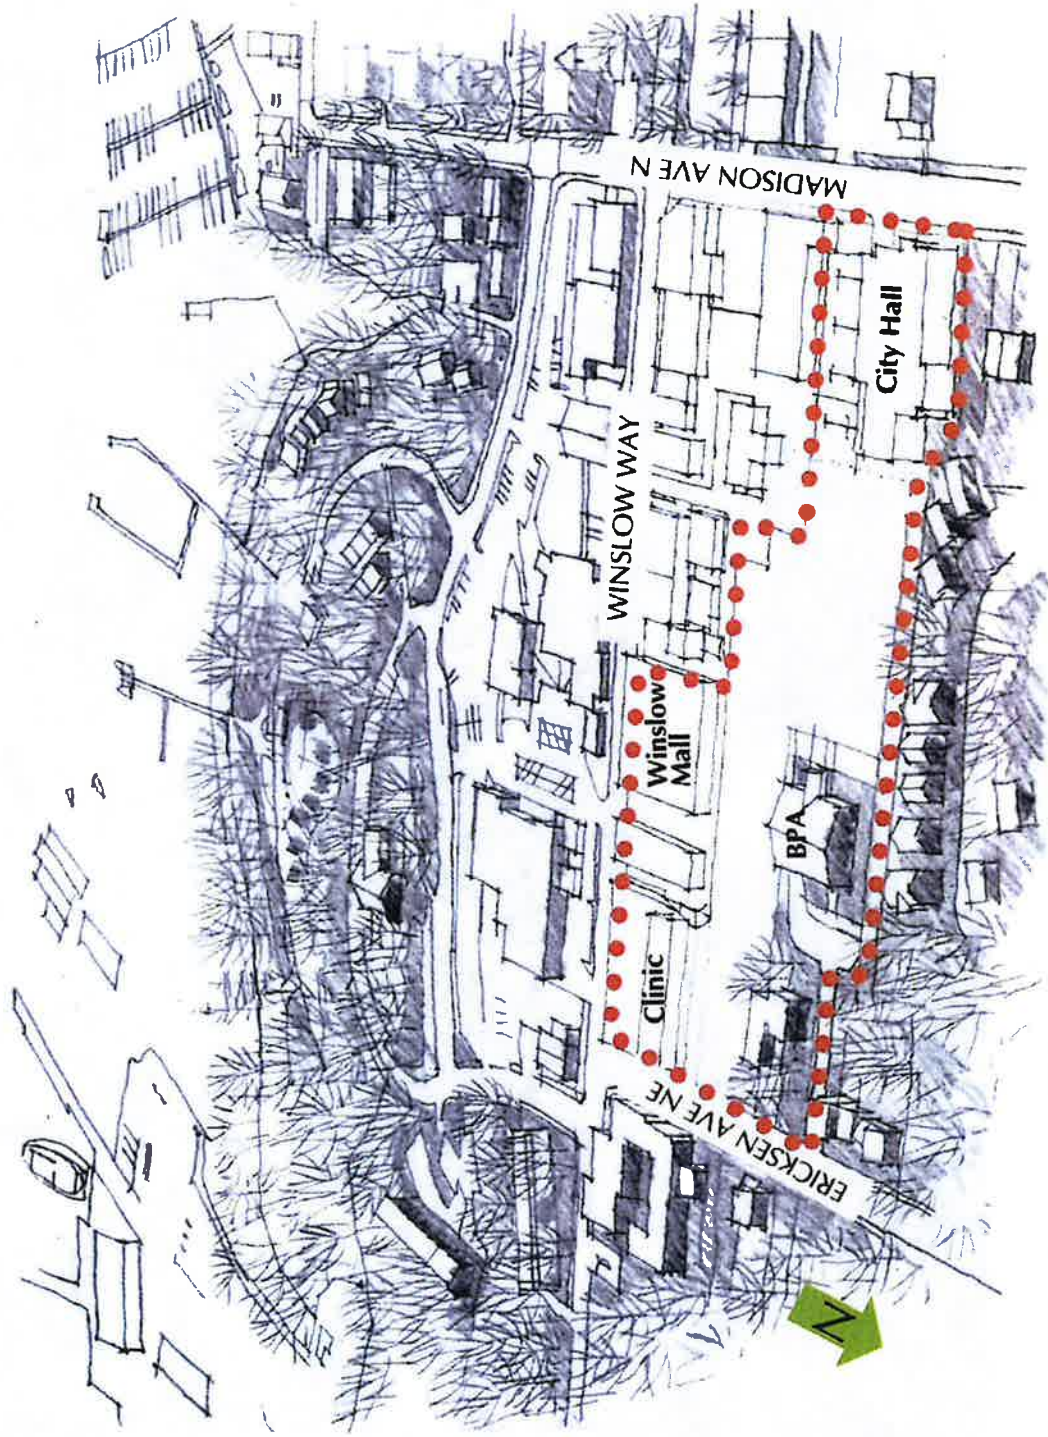 MADISON AVE N
City Hall
WINSLOW WAY
Winslow
Mall
BPA
Clinic
ERICKSEN AVE NE
N